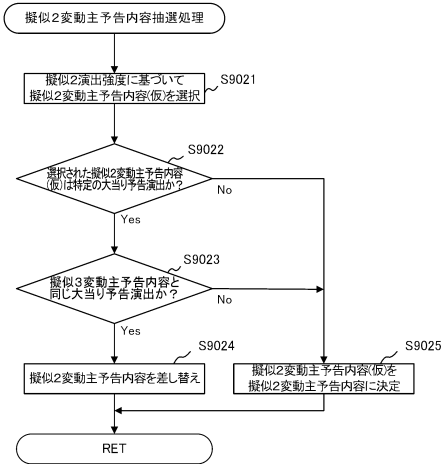 擬似２変動主予告内容抽選処理
擬似２演出強度に基づいて
擬似２変動主予告内容(仮)を選択
S9021
選択された擬似２変動主予告内容
(仮)は特定の大当り予告演出か？
S9022
No
Yes
擬似３変動主予告内容と
同じ大当り予告演出か？
S9023
No
Yes
擬似２変動主予告内容を差し替え
S9024
擬似２変動主予告内容(仮)を
擬似２変動主予告内容に決定
S9025
RET